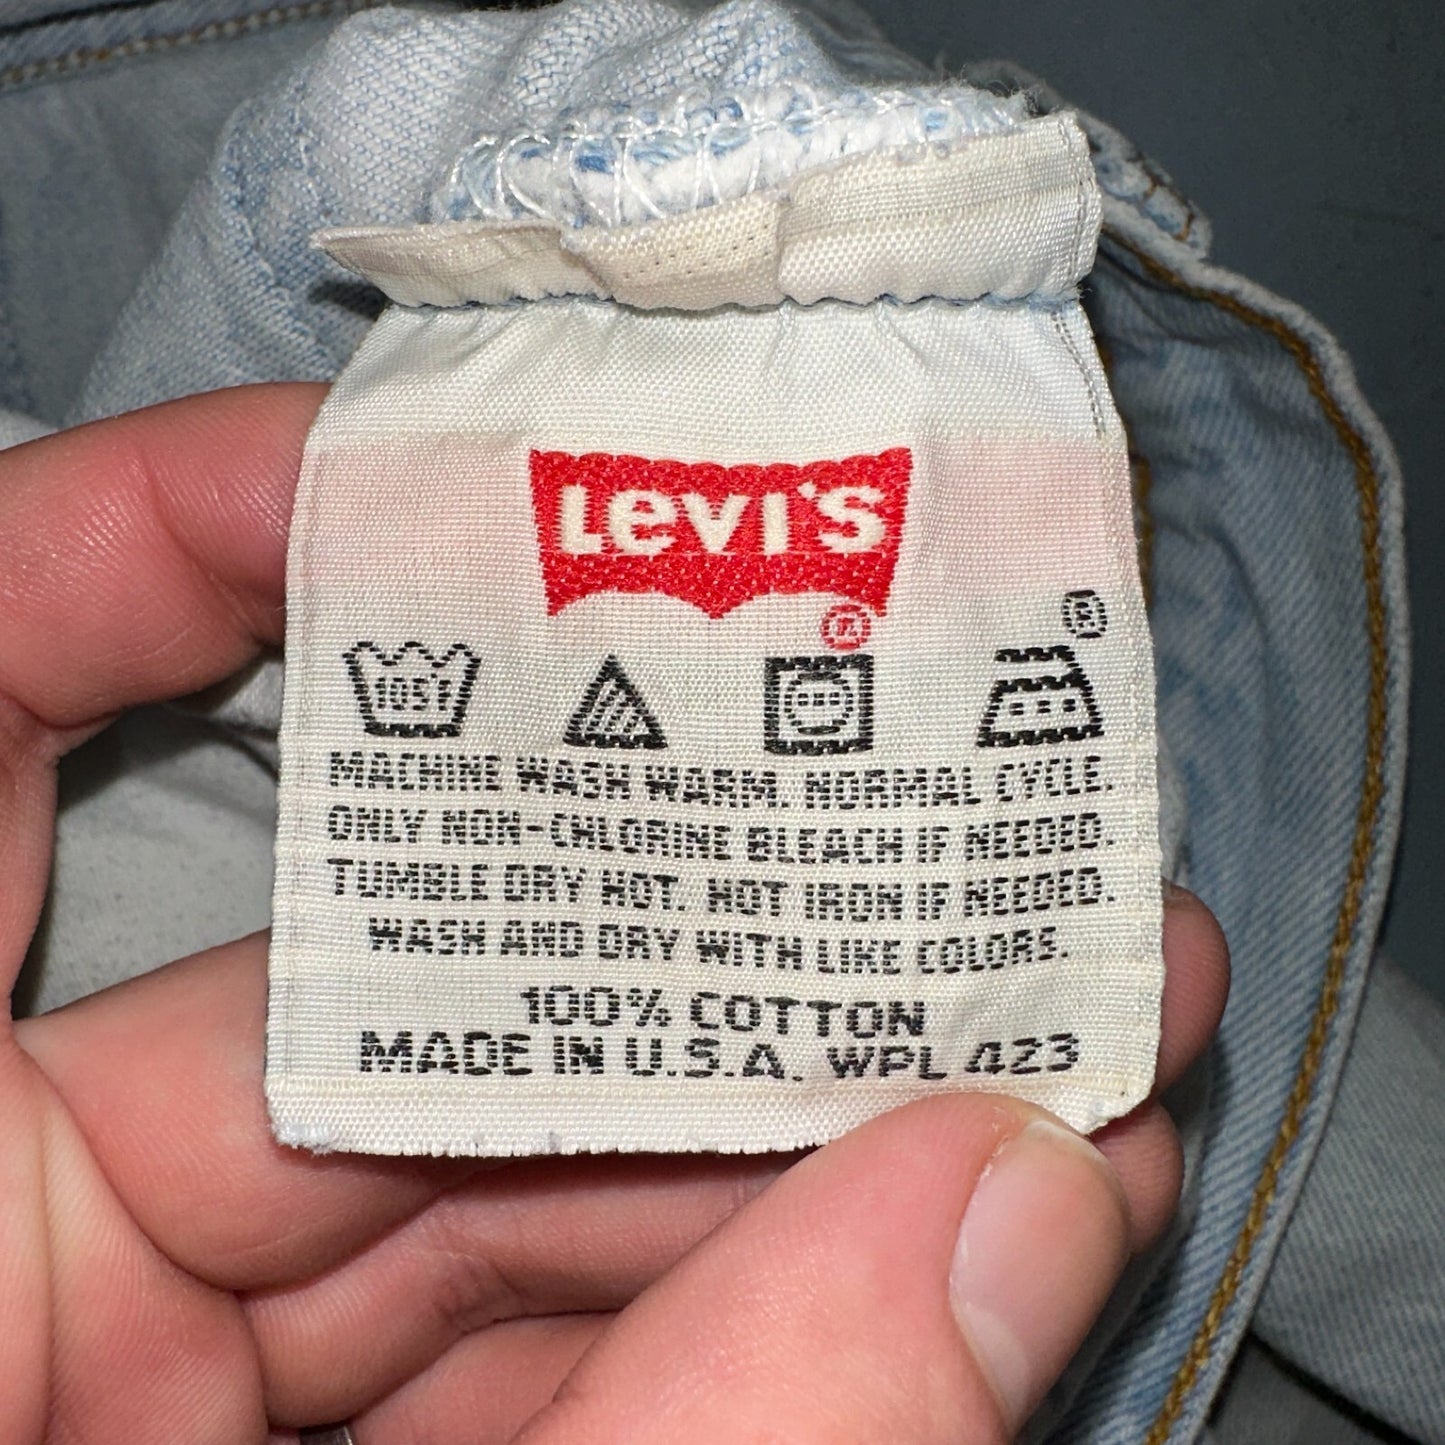 Levi's
®
®
105°F
MACHINE WASH WARM. NORMAL CYCLE.
ONLY NON-CHLORINE BLEACH IF NEEDED.
TUMBLE DRY HOT. HOT IRON IF NEEDED.
WASH AND DRY WITH LIKE COLORS.
100% COTTON
MADE IN U.S.A. WPL 423